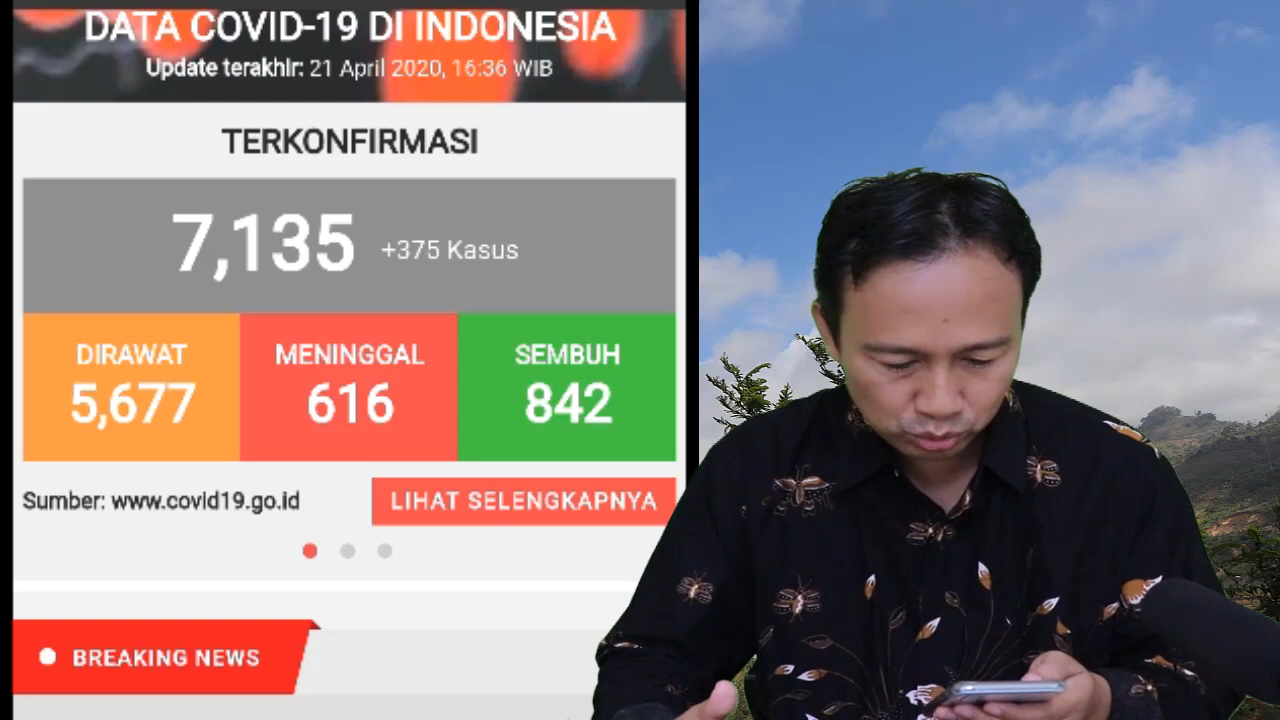 DATA COVID-19 DI INDONESIA
Update terakhir: 21 April 2020, 16:36 WIB
TERKONFIRMASI
7,135 +375 Kasus
DIRAWAT MENINGGAL SEMBUH
5,677 616 842
Sumber: www.covid19.go.id LIHAT SELENGKAPNYA
BREAKING NEWS